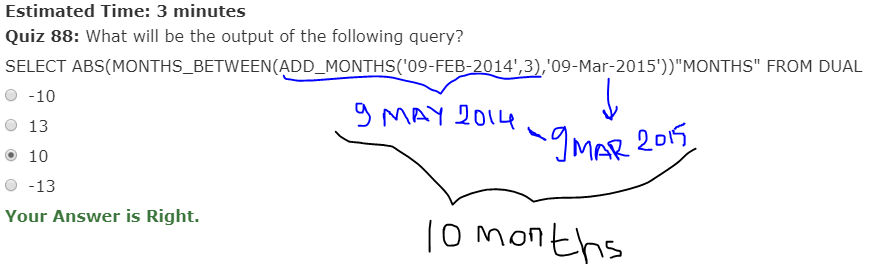 Estimated Time: 3 minutes
Quiz 88: What will be the output of the following query?
SELECT ABS(MONTHS_BETWEEN(ADD_MONTHS('09-FEB-2014',3),'09-Mar-2015'))"MONTHS" FROM DUAL
-10
13
10
-13
Your Answer is Right.
9 MAY 2014 - 9 MAR 2015
10 months